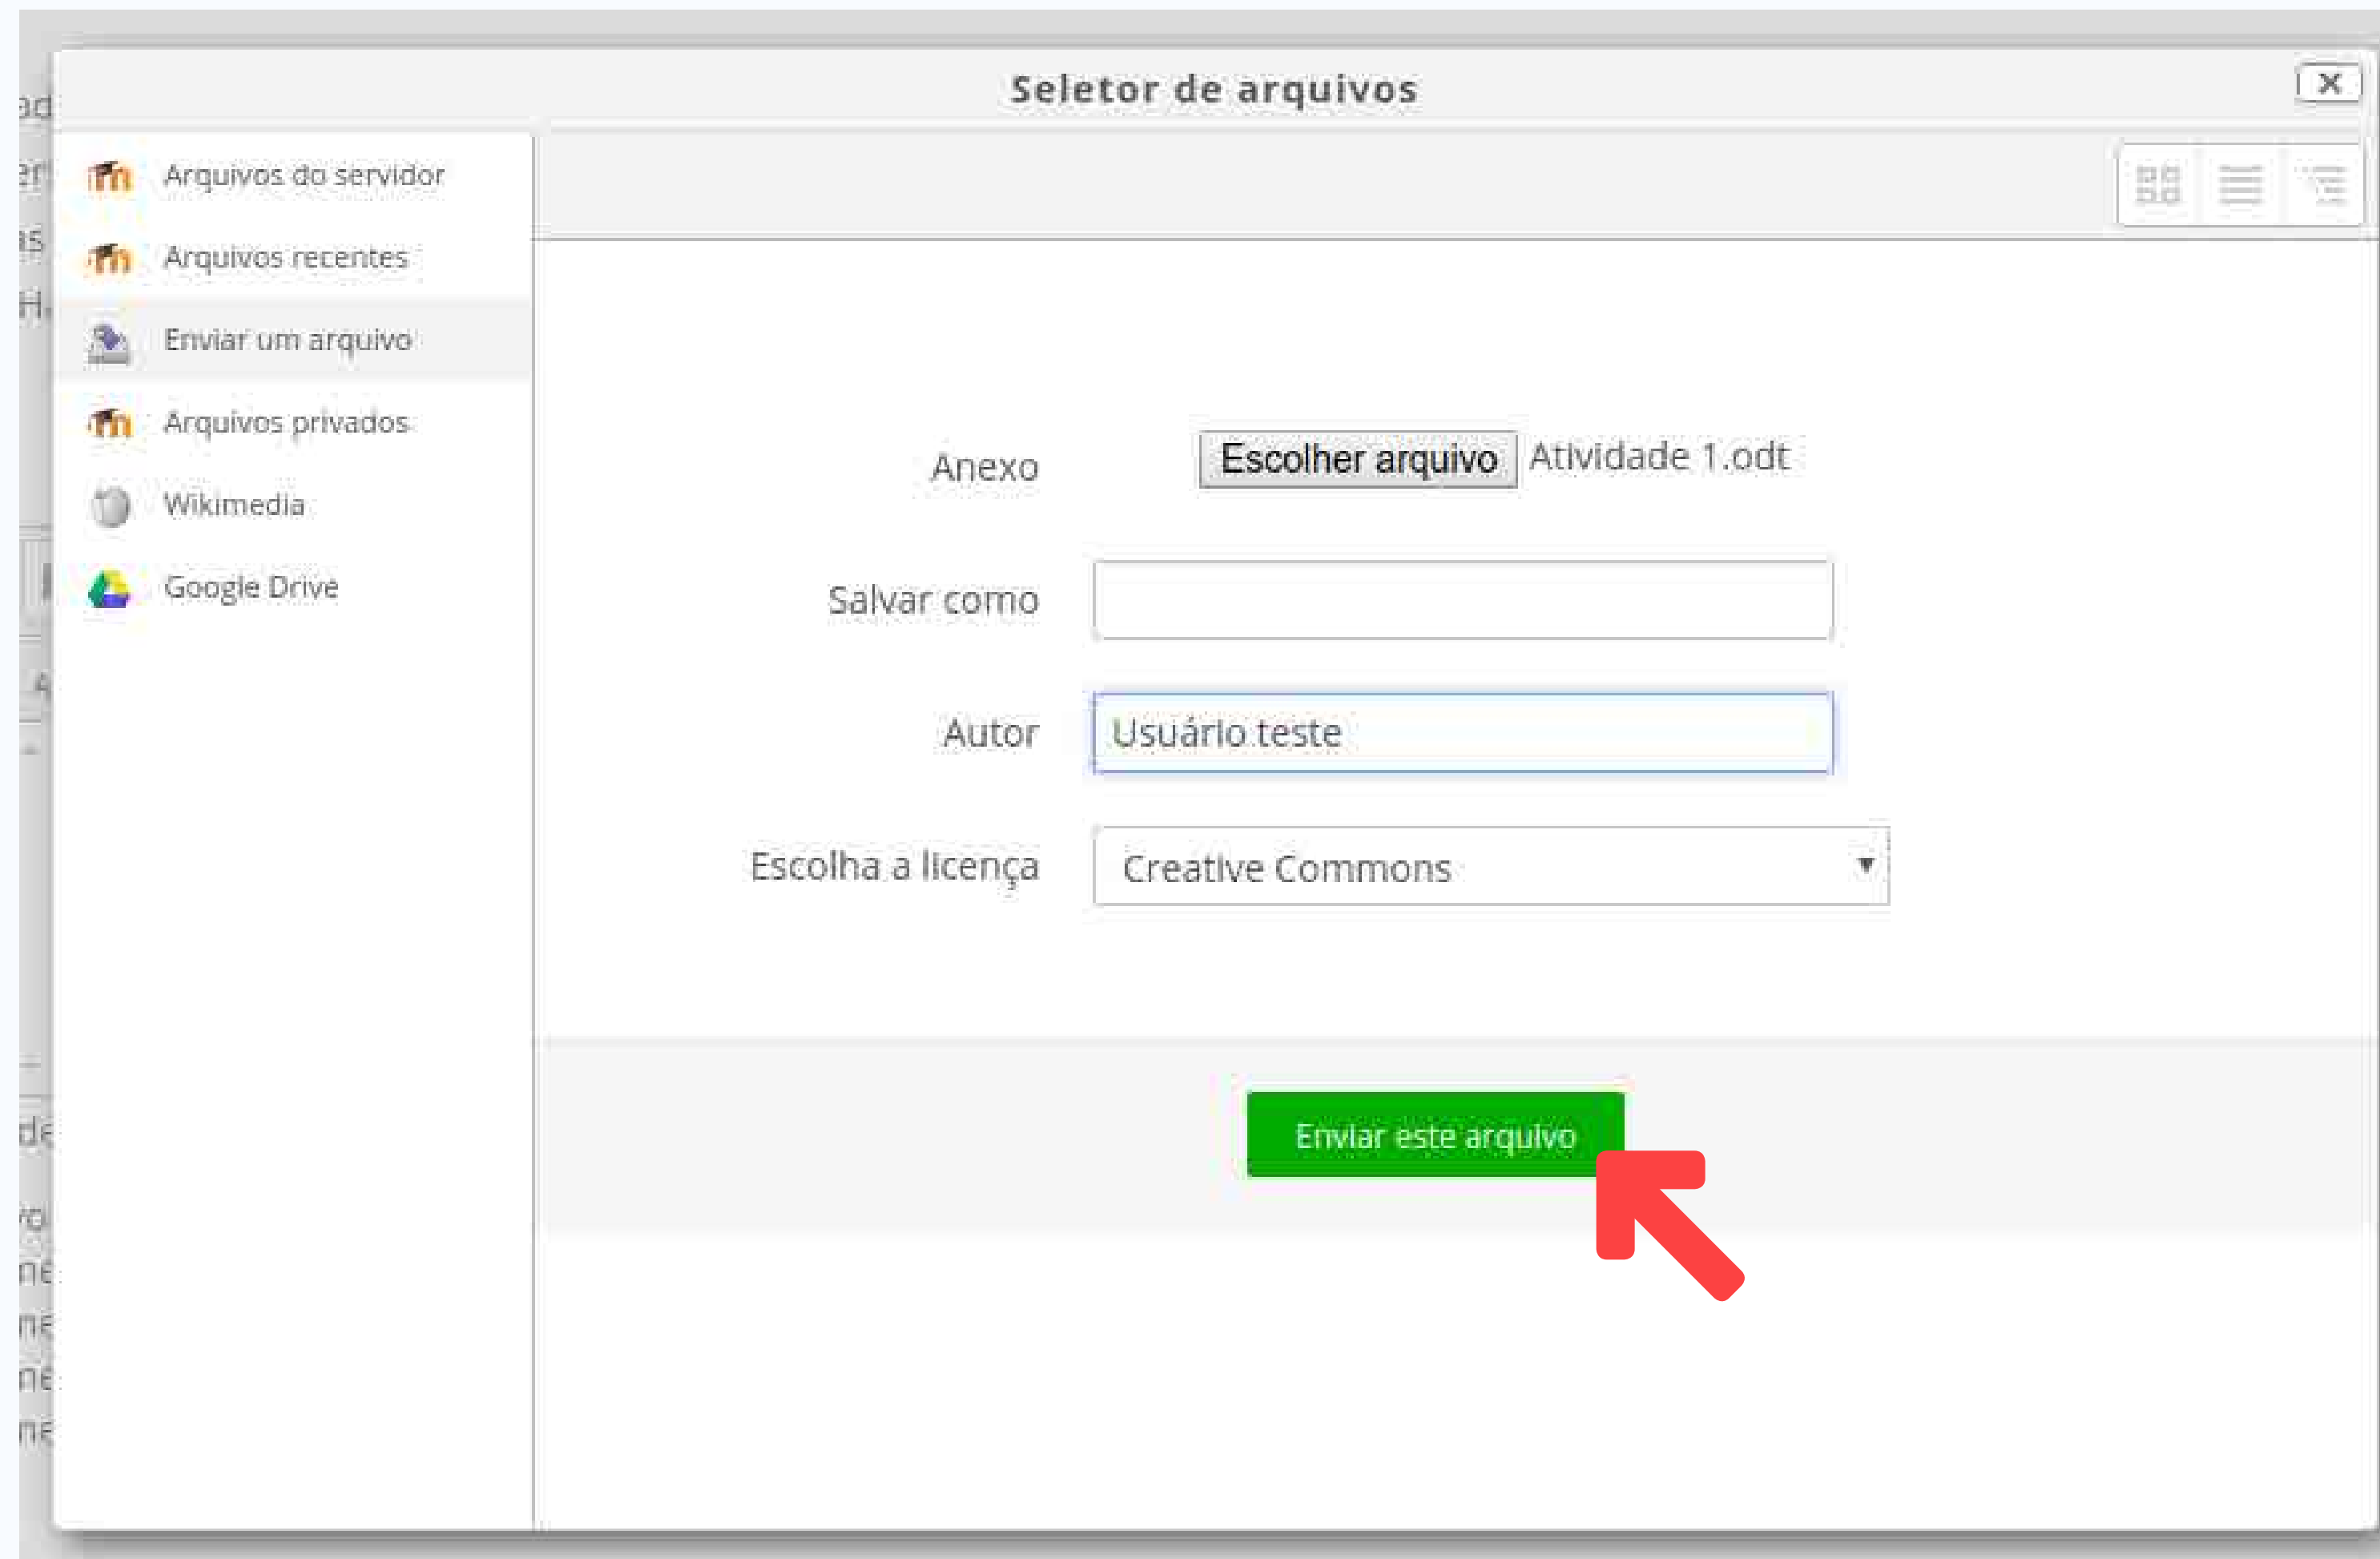 Seletor de arquivos
Arquivos do servidor
Arquivos recentes
Enviar um arquivo
Arquivos privados
Wikimedia
Google Drive
Anexo
Escolher arquivo Atividade 1.odt
Salvar como
Autor
Usuário teste
Escolha a licença
Creative Commons
Enviar este arquivo